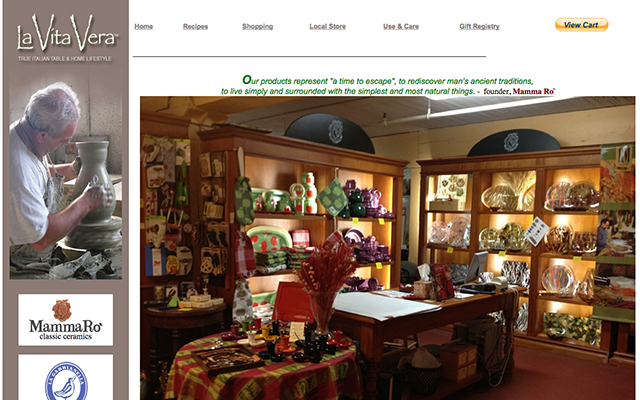 La Vita Vera™
TRUE ITALIAN TABLE & HOME LIFESTYLE
Home Recipes Shopping Local Store Use & Care Gift Registry View Cart
Our products represent "a time to escape", to rediscover man's ancient traditions,
to live simply and surrounded with the simplest and most natural things. - founder, Mamma Ro`
MammaRo`
classic ceramics